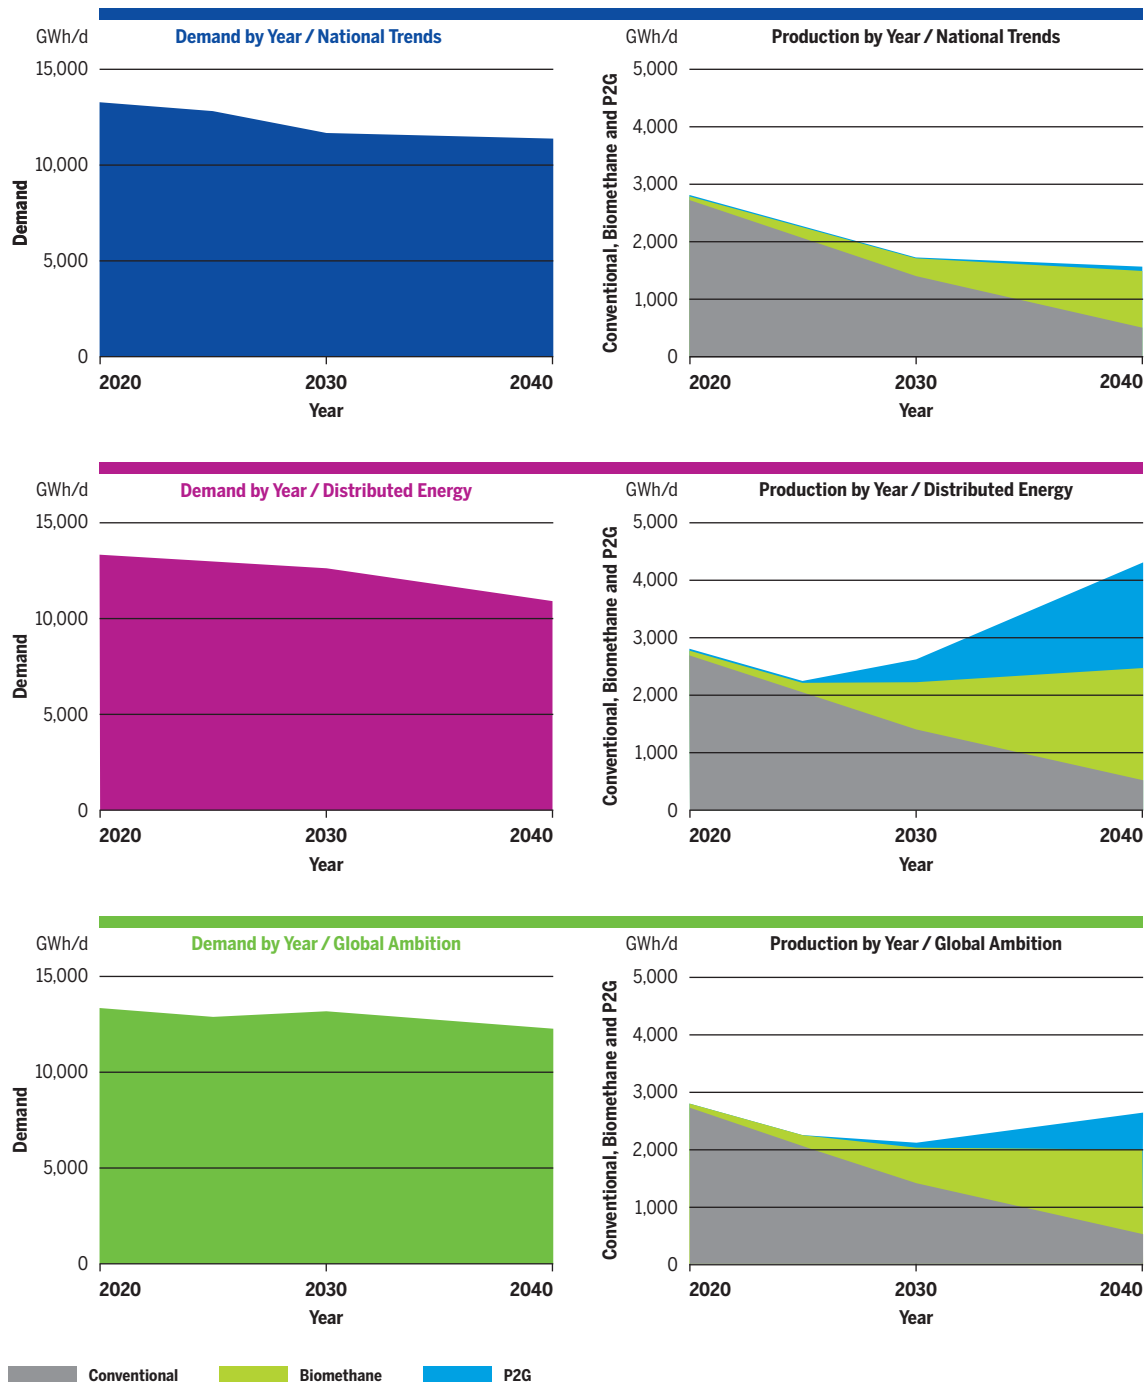 GWh/d
Demand by Year / National Trends
15,000
10,000
5,000
0
Demand
2020
2030
2040
Year
GWh/d
Production by Year / National Trends
5,000
4,000
3,000
2,000
1,000
0
Conventional, Biomethane and P2G
2020
2030
2040
Year
GWh/d
Demand by Year / Distributed Energy
15,000
10,000
5,000
0
Demand
2020
2030
2040
Year
GWh/d
Production by Year / Distributed Energy
5,000
4,000
3,000
2,000
1,000
0
Conventional, Biomethane and P2G
2020
2030
2040
Year
GWh/d
Demand by Year / Global Ambition
15,000
10,000
5,000
0
Demand
2020
2030
2040
Year
GWh/d
Production by Year / Global Ambition
5,000
4,000
3,000
2,000
1,000
0
Conventional, Biomethane and P2G
2020
2030
2040
Year
Conventional
Biomethane
P2G